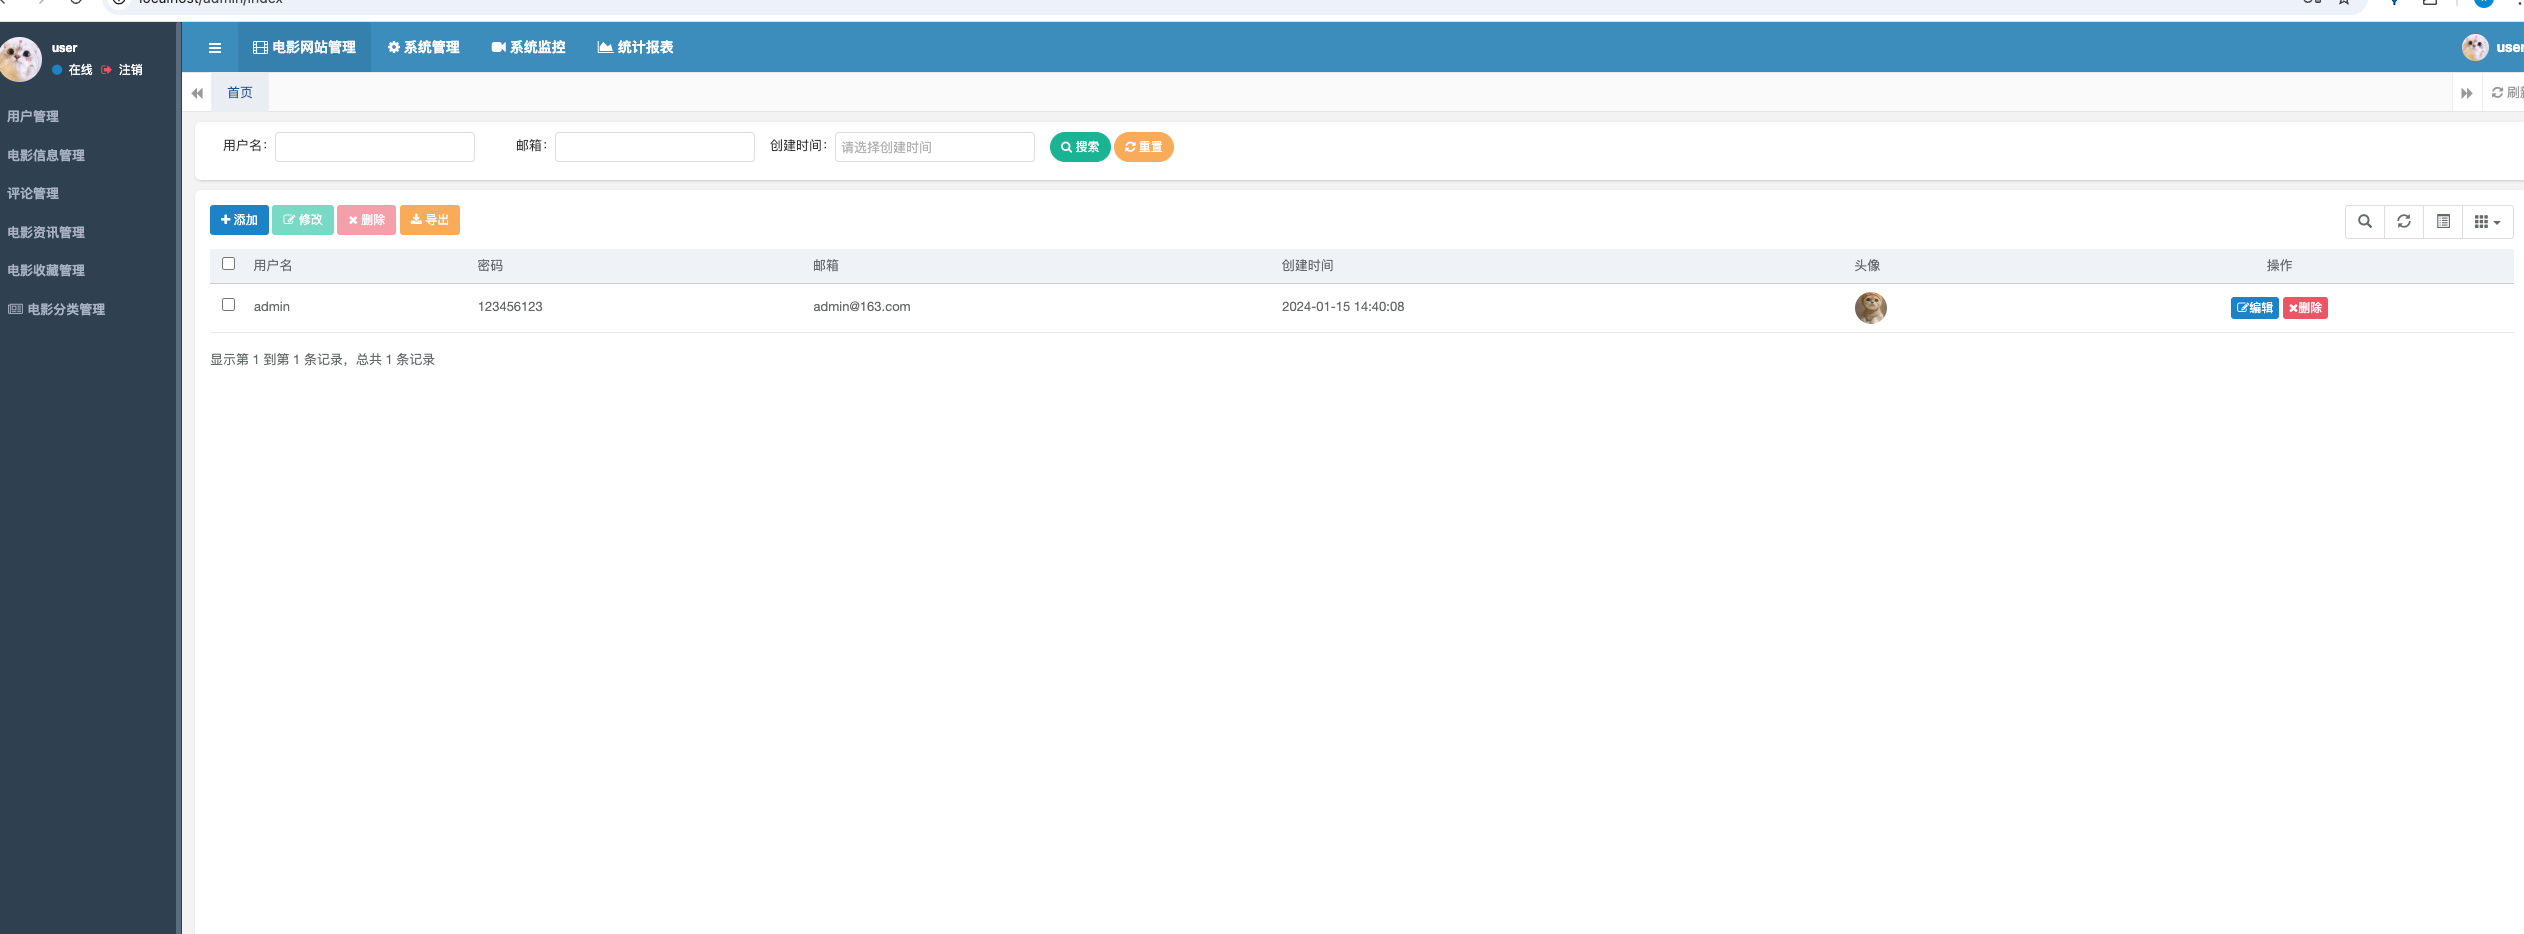 localhost/admin/index
user
在线 注销
用户管理
电影信息管理
评论管理
电影资讯管理
电影收藏管理
电影分类管理
电影网站管理 系统管理 系统监控 统计报表 user
首页 刷新
用户名： 邮箱： 创建时间： 请选择创建时间 搜索 重置
添加 修改 删除 导出
用户名 密码 邮箱 创建时间 头像 操作
admin 123456123 admin@163.com 2024-01-15 14:40:08 编辑 删除
显示第 1 到第 1 条记录，总共 1 条记录